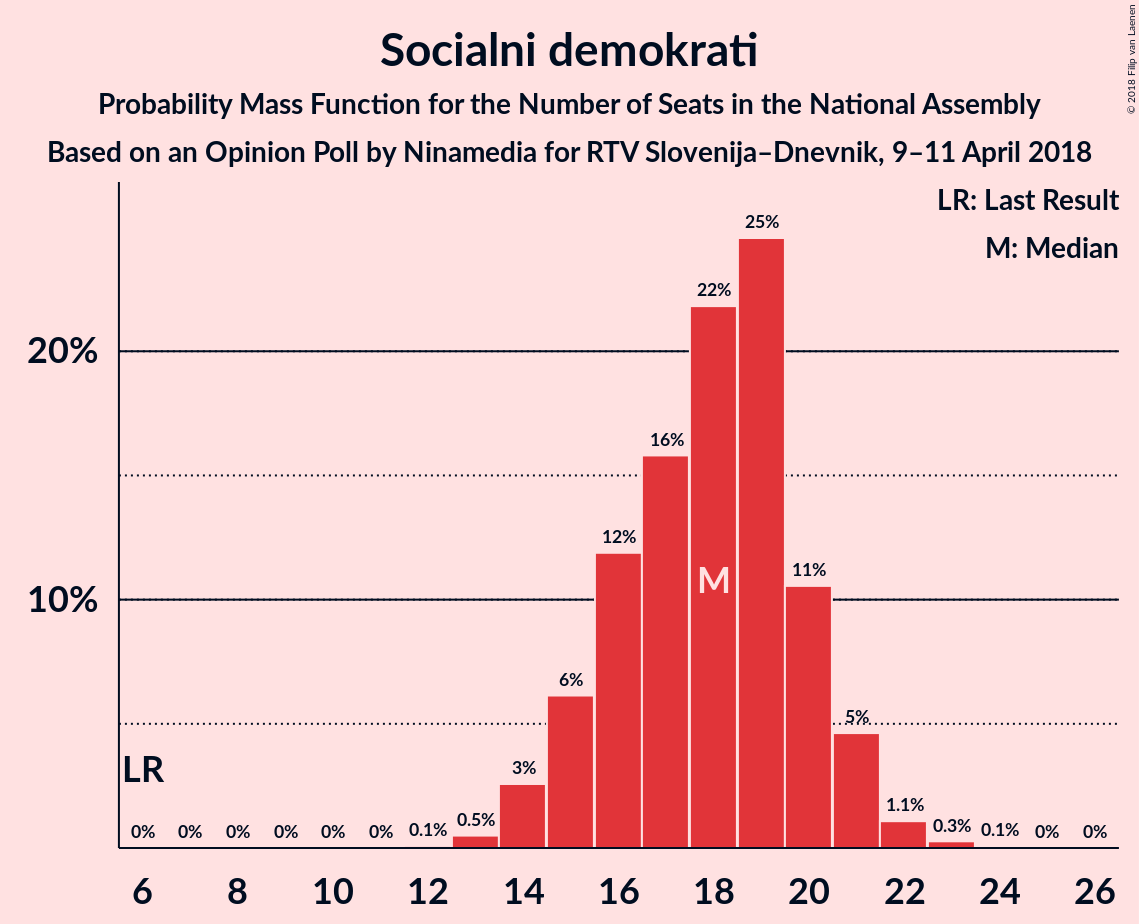 © 2018 Filip van Laenen
Socialni demokrati
Probability Mass Function for the Number of Seats in the National Assembly
Based on an Opinion Poll by Ninamedia for RTV Slovenija–Dnevnik, 9–11 April 2018
LR: Last Result
M: Median
25%
22%
20%
16%
12%
11%
M
10%
6%
5%
LR
3%
1.1%
0% 0% 0% 0% 0% 0% 0.1% 0.5% 0.3% 0.1% 0% 0%
6 8 10 12 14 16 18 20 22 24 26